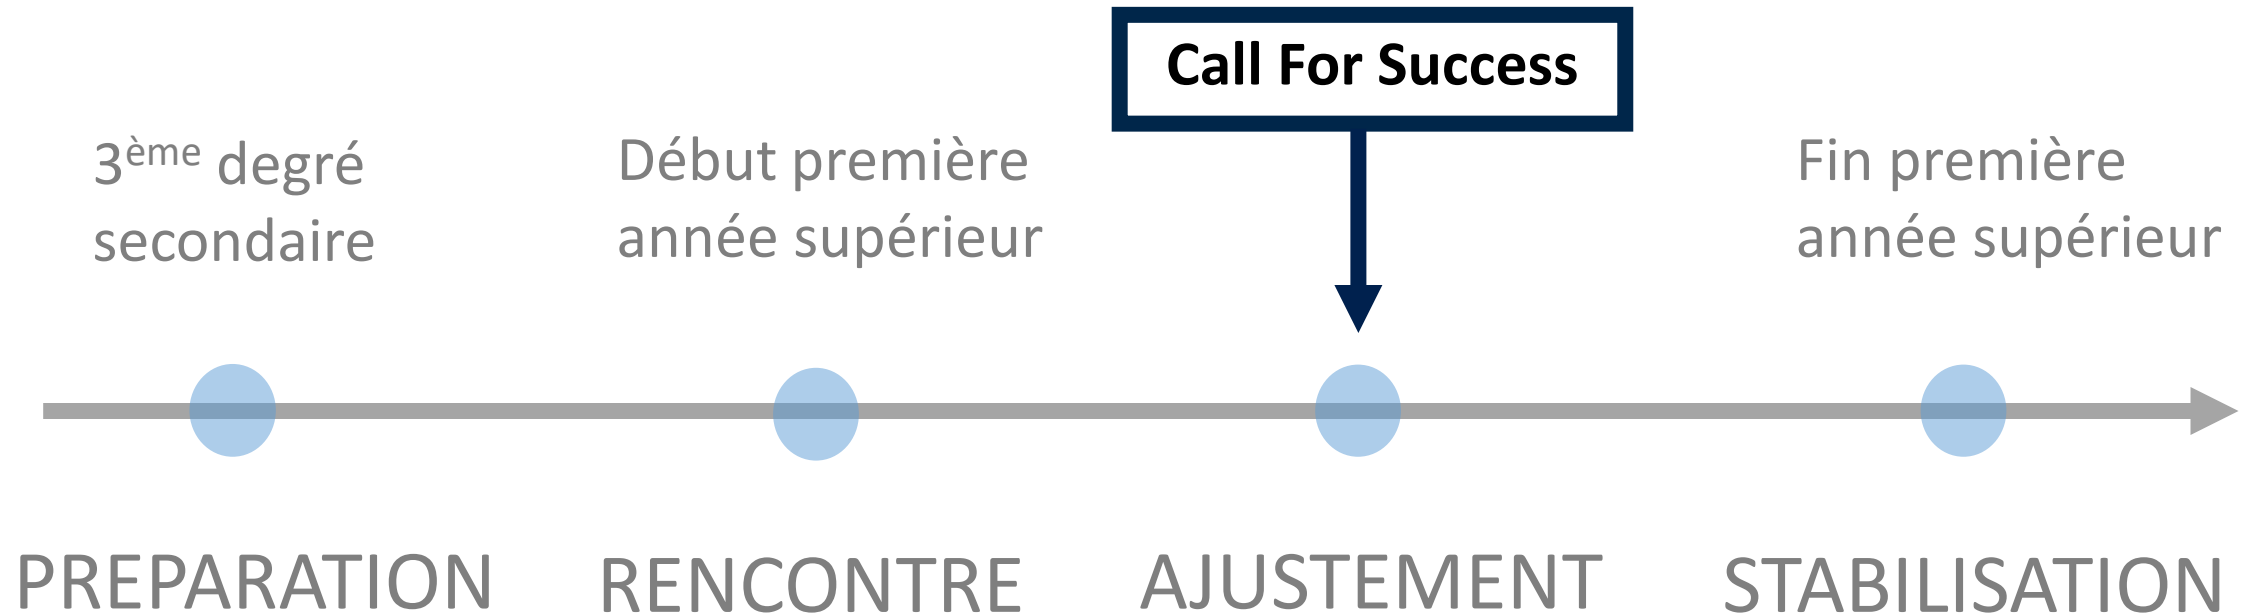 Call For Success
3ème degré
secondaire
Début première
année supérieur
Fin première
année supérieur
PREPARATION
RENCONTRE
AJUSTEMENT
STABILISATION